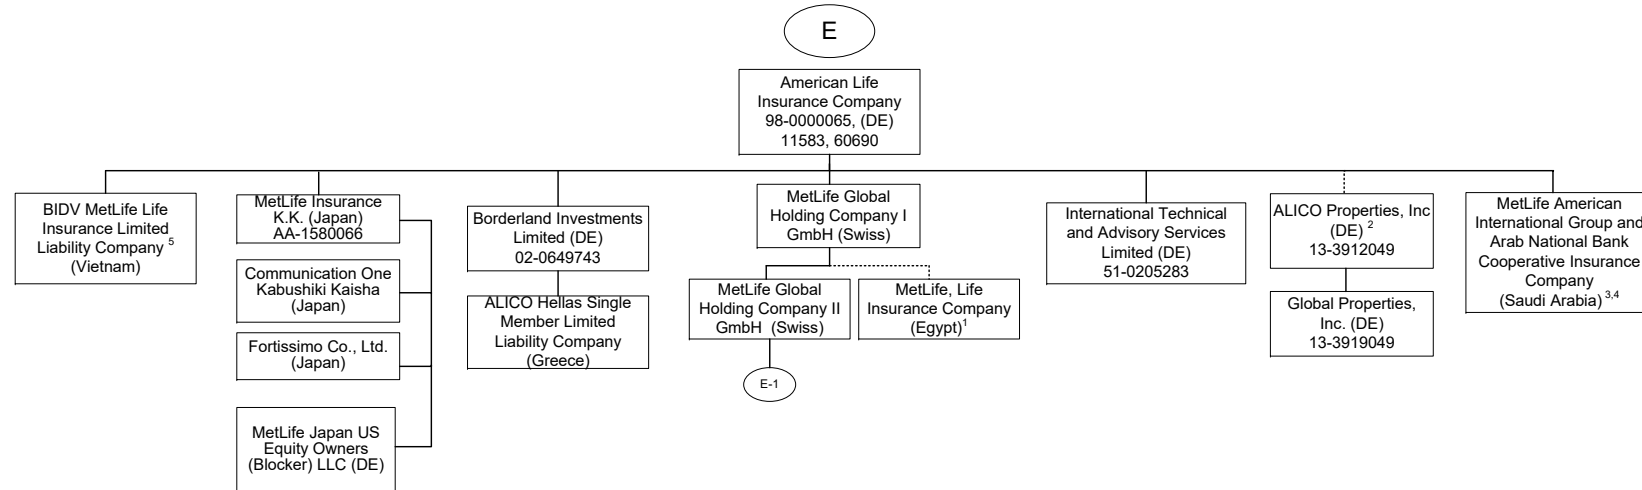 E
American Life
Insurance Company
98-0000065, (DE)
11583, 60690
BIDV MetLife Life
Insurance Limited
Liability Company 5
(Vietnam)
MetLife Insurance
K.K. (Japan)
AA-1580066
Communication One
Kabushiki Kaisha
(Japan)
Fortissimo Co., Ltd.
(Japan)
MetLife Japan US
Equity Owners
(Blocker) LLC (DE)
Borderland Investments
Limited (DE)
02-0649743
ALICO Hellas Single
Member Limited
Liability Company
(Greece)
MetLife Global
Holding Company I
GmbH (Swiss)
MetLife Global
Holding Company II
GmbH (Swiss)
E-1
MetLife, Life
Insurance Company
(Egypt)1
International Technical
and Advisory Services
Limited (DE)
51-0205283
ALICO Properties, Inc
(DE) 2
13-3912049
Global Properties,
Inc. (DE)
13-3919049
MetLife American
International Group and
Arab National Bank
Cooperative Insurance
Company
(Saudi Arabia) 3,4